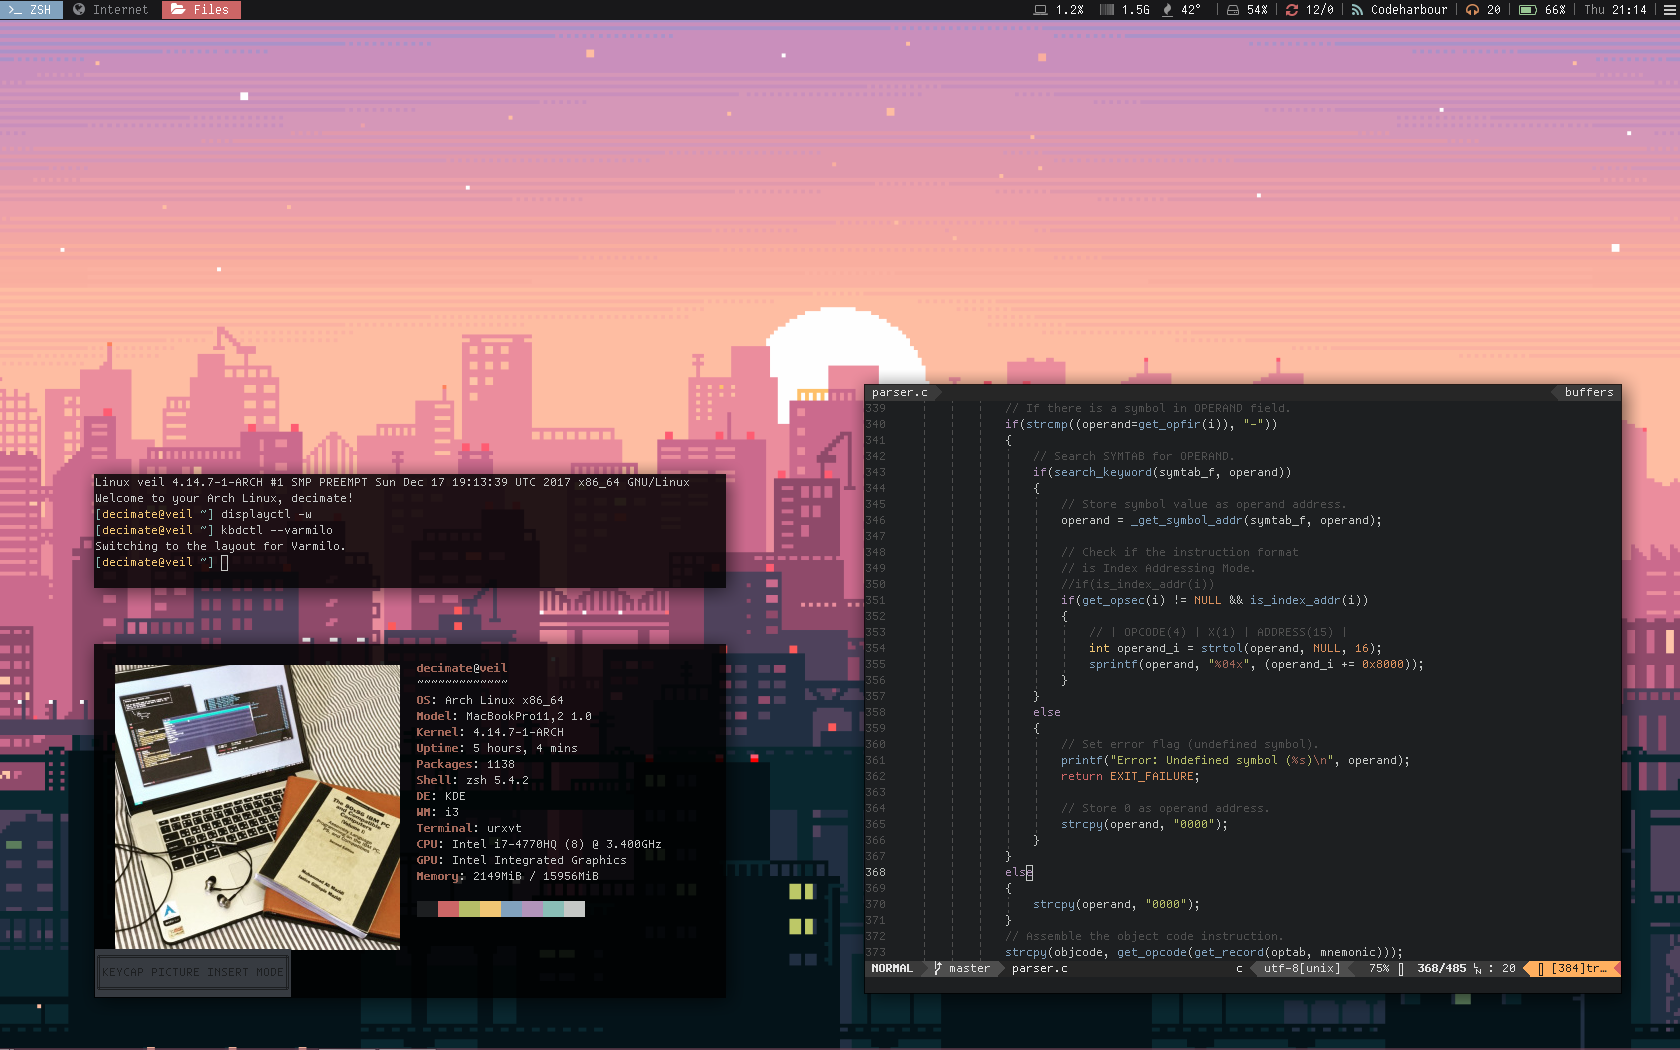 >_ ZSH Internet Files 1.2% 1.5G 42° 54% 12/0 Codeharbour 20 66% Thu 21:14
Linux veil 4.14.7-1-ARCH #1 SMP PREEMPT Sun Dec 17 19:13:39 UTC 2017 x86_64 GNU/Linux
Welcome to your Arch Linux, decimate!
[decimate@veil ~] displayctl -w
[decimate@veil ~] kbdctl --varmilo
Switching to the layout for Varmilo.
[decimate@veil ~]
decimate@veil
~~~~~~~~~~~~~
OS: Arch Linux x86_64
Model: MacBookPro11,2 1.0
Kernel: 4.14.7-1-ARCH
Uptime: 5 hours, 4 mins
Packages: 1138
Shell: zsh 5.4.2
DE: KDE
WM: i3
Terminal: urxvt
CPU: Intel i7-4770HQ (8) @ 3.400GHz
GPU: Intel Integrated Graphics
Memory: 2149MiB / 15956MiB
The 80x86 IBM PC
and Compatible
Computers
KEYCAP PICTURE INSERT MODE
parser.c buffers
339 // If there is a symbol in OPERAND field.
340 if(strcmp((operand=get_opfir(i)), "-"))
341 {
342 // Search SYMTAB for OPERAND.
343 if(search_keyword(symtab_f, operand))
344 {
345 // Store symbol value as operand address.
346 operand = _get_symbol_addr(symtab_f, operand);
347
348 // Check if the instruction format
349 // is Index Addressing Mode.
350 //if(is_index_addr(i))
351 if(get_opsec(i) != NULL && is_index_addr(i))
352 {
353 // | OPCODE(4) | X(1) | ADDRESS(15) |
354 int operand_i = strtol(operand, NULL, 16);
355 sprintf(operand, "%04x", (operand_i += 0x8000));
356 }
357 }
358 else
359 {
360 // Set error flag (undefined symbol).
361 printf("Error: Undefined symbol (%s)\n", operand);
362 return EXIT_FAILURE;
363
364 // Store 0 as operand address.
365 strcpy(operand, "0000");
366 }
367 }
368 else
369 {
370 strcpy(operand, "0000");
371 }
372 // Assemble the object code instruction.
373 strcpy(objcode, get_opcode(get_record(optab, mnemonic)));
NORMAL master parser.c c utf-8[unix] 75% 368/485 : 20 [384]tr…